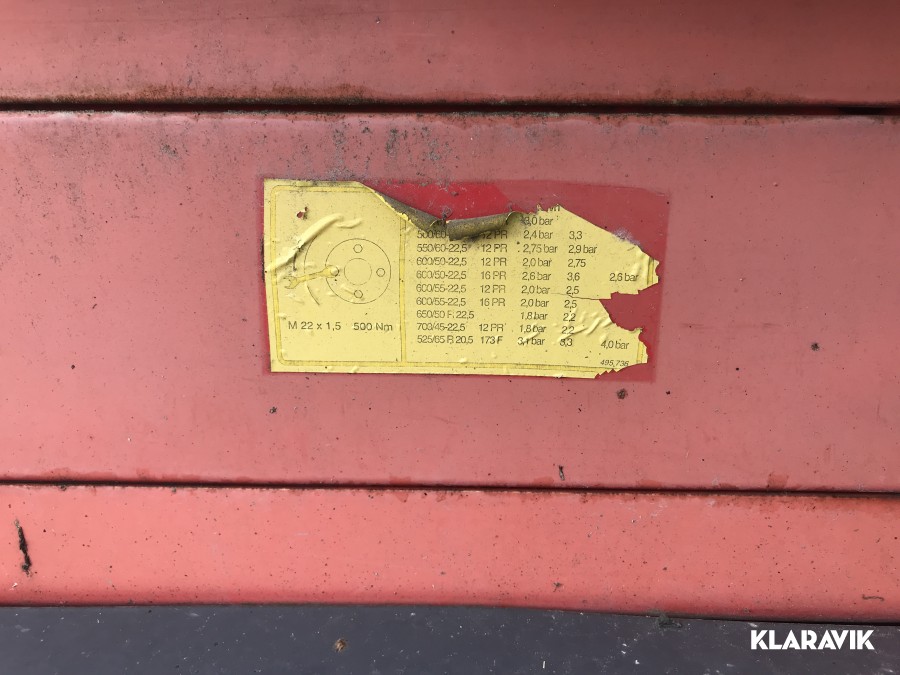 3,0 bar
500/60 12 PR 2,4 bar 3,3
550/60-22,5 12 PR 2,75 bar 2,9 bar
600/50-22,5 12 PR 2,0 bar 2,75
600/50-22,5 16 PR 2,6 bar 3,6 2,6 bar
600/55-22,5 12 PR 2,0 bar 2,5
600/55-22,5 16 PR 2,0 bar 2,5
650/50 R 22,5 1,8 bar 2,2
M 22 x 1,5 500 Nm
700/45-22,5 12 PR 1,8 bar 2,2
525/65 R 20,5 173 F 3,1 bar 3,3 4,0 bar
495,736
KLARAVIK